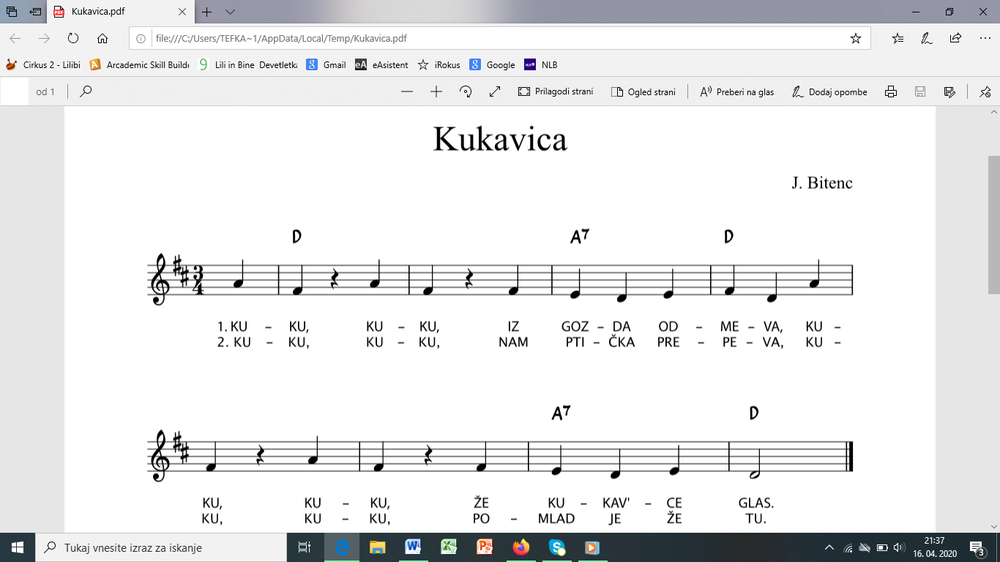 Kukavica.pdf
file:///C:/Users/TEFKA~1/AppData/Local/Temp/Kukavica.pdf
Cirkus 2 - Lilibi Arcademic Skill Builde Lili in Bine Devetletka Gmail eAsistent iRokus Google NLB
od 1 Prilagodi strani Ogled strani Preberi na glas Dodaj opombe
Kukavica
J. Bitenc
D A7 D
3
4
1. KU – KU, KU – KU, IZ GOZ – DA OD – ME – VA, KU –
2. KU – KU, KU – KU, NAM PTI – ČKA PRE – PE – VA, KU –
A7 D
KU, KU – KU, ŽE KU – KAV' – CE GLAS.
KU, KU – KU, PO – MLAD JE ŽE TU.
Tukaj vnesite izraz za iskanje
21:37
16. 04. 2020
3